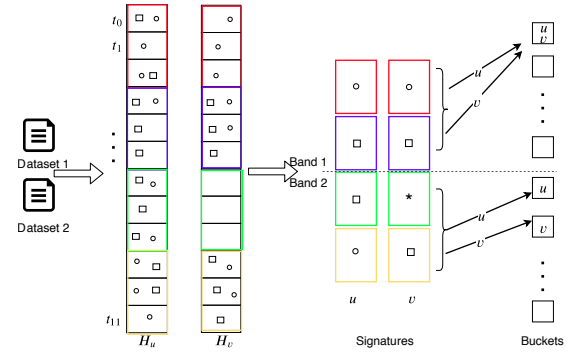 t0
t1
t11
Dataset 1
Dataset 2
Hu
Hv
Band 1
Band 2
*
u
v
Signatures
u
v
u
v
u
v
u
v
Buckets